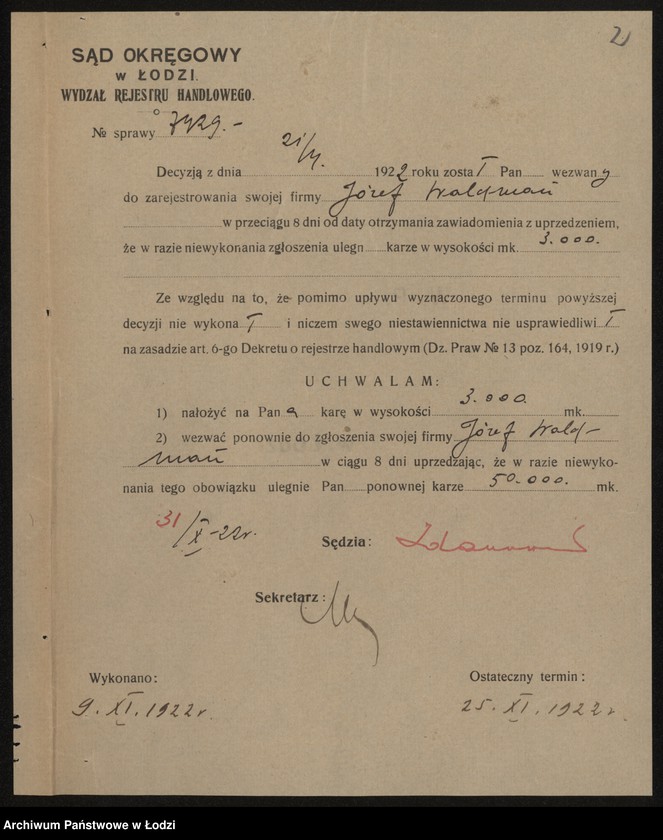 2
SĄD OKRĘGOWY
w ŁODZI.
WYDZAŁ REJESTRU HANDLOWEGO.
№ sprawy 7429.-
Decyzją z dnia 21/ 1922 roku został Pan wezwany
do zarejestrowania swojej firmy Józef Waldman
w przeciągu 8 dni od daty otrzymania zawiadomienia z uprzedzeniem,
że w razie niewykonania zgłoszenia ulegn karze w wysokości mk. 3.000.
Ze względu na to, że pomimo upływu wyznaczonego terminu powyższej
decyzji nie wykonał i niczem swego niestawiennictwa nie usprawiedliwił
na zasadzie art. 6-go Dekretu o rejestrze handlowym (Dz. Praw № 13 poz. 164, 1919 r.)
UCHWALAM:
1) nałożyć na Pana karę w wysokości 3.000. mk.
2) wezwać ponownie do zgłoszenia swojej firmy Józef Wald-
man w ciągu 8 dni uprzedzając, że w razie niewyko-
nania tego obowiązku ulegnie Pan ponownej karze 50.000. mk.
31/X-22r.
Sędzia:
Sekretarz:
Wykonano: Ostateczny termin:
9. XI. 1922 r. 25. XI. 1922 r.
Archiwum Państwowe w Łodzi